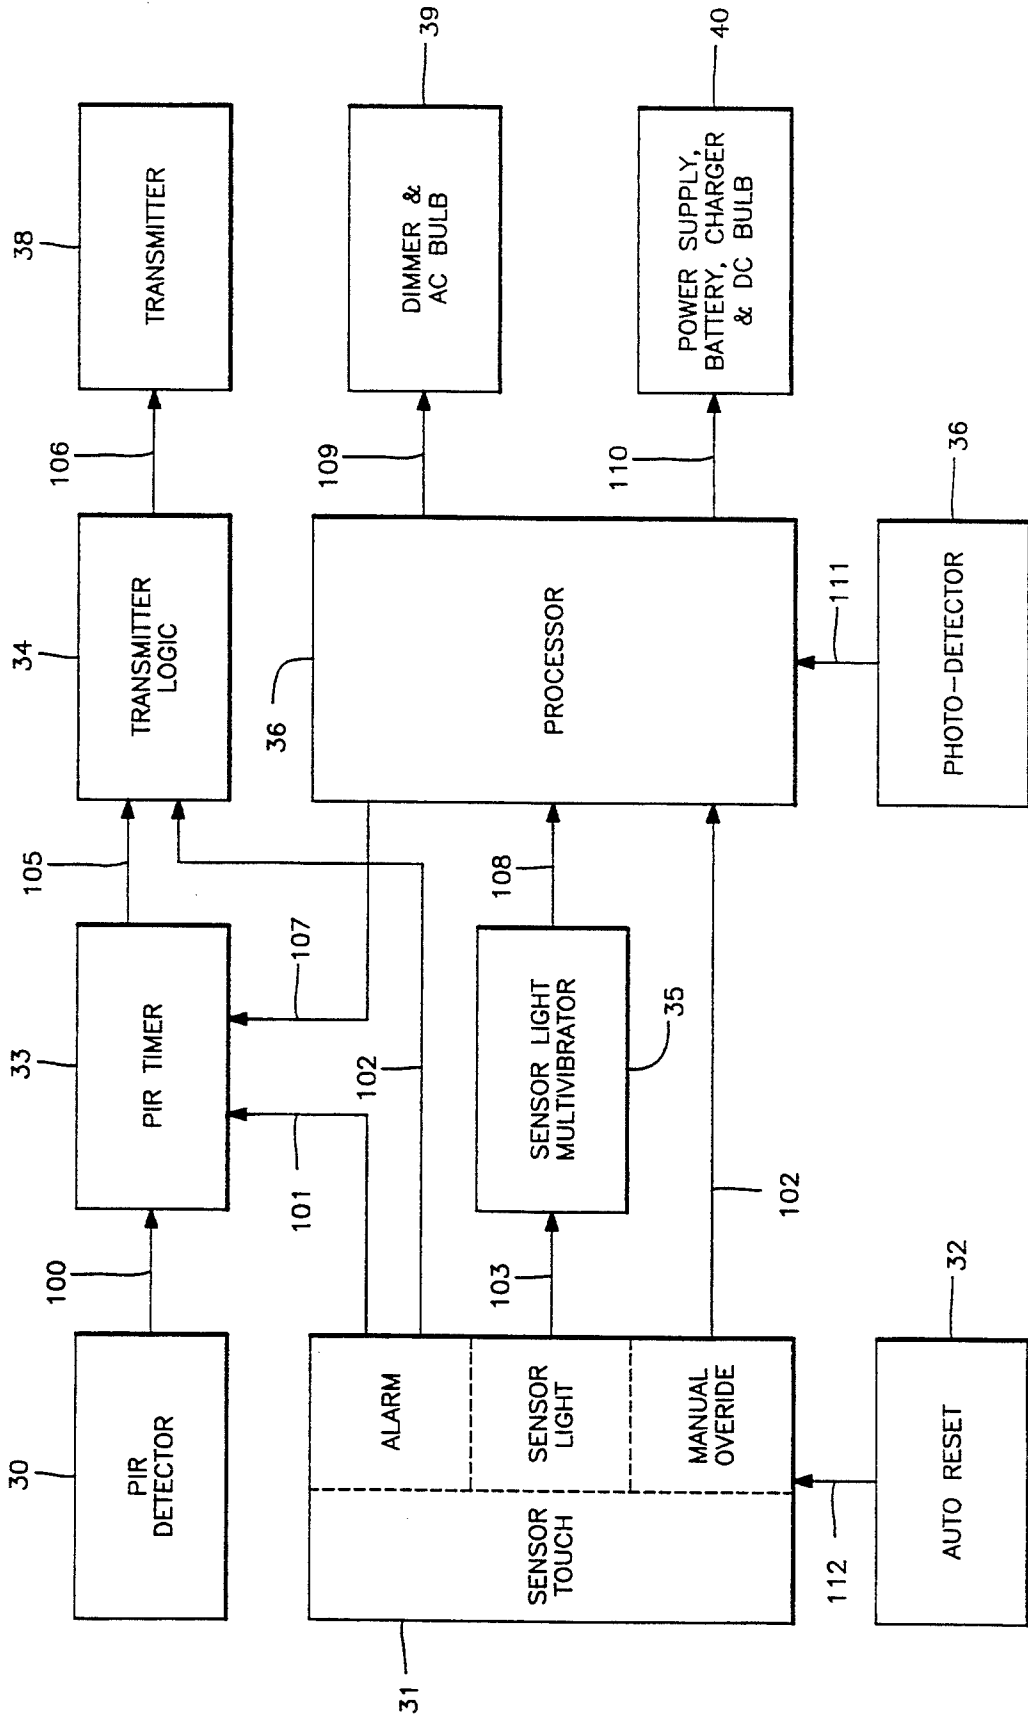 30
PIR
DETECTOR
100
33
PIR TIMER
105
34
TRANSMITTER
LOGIC
106
38
TRANSMITTER
31
SENSOR
TOUCH
ALARM
SENSOR
LIGHT
MANUAL
OVERIDE
101
107
102
103
SENSOR LIGHT
MULTIVIBRATOR
35
108
102
36
PROCESSOR
109
DIMMER &
AC BULB
39
110
POWER SUPPLY,
BATTERY, CHARGER
& DC BULB
40
112
AUTO RESET
32
111
PHOTO-DETECTOR
36